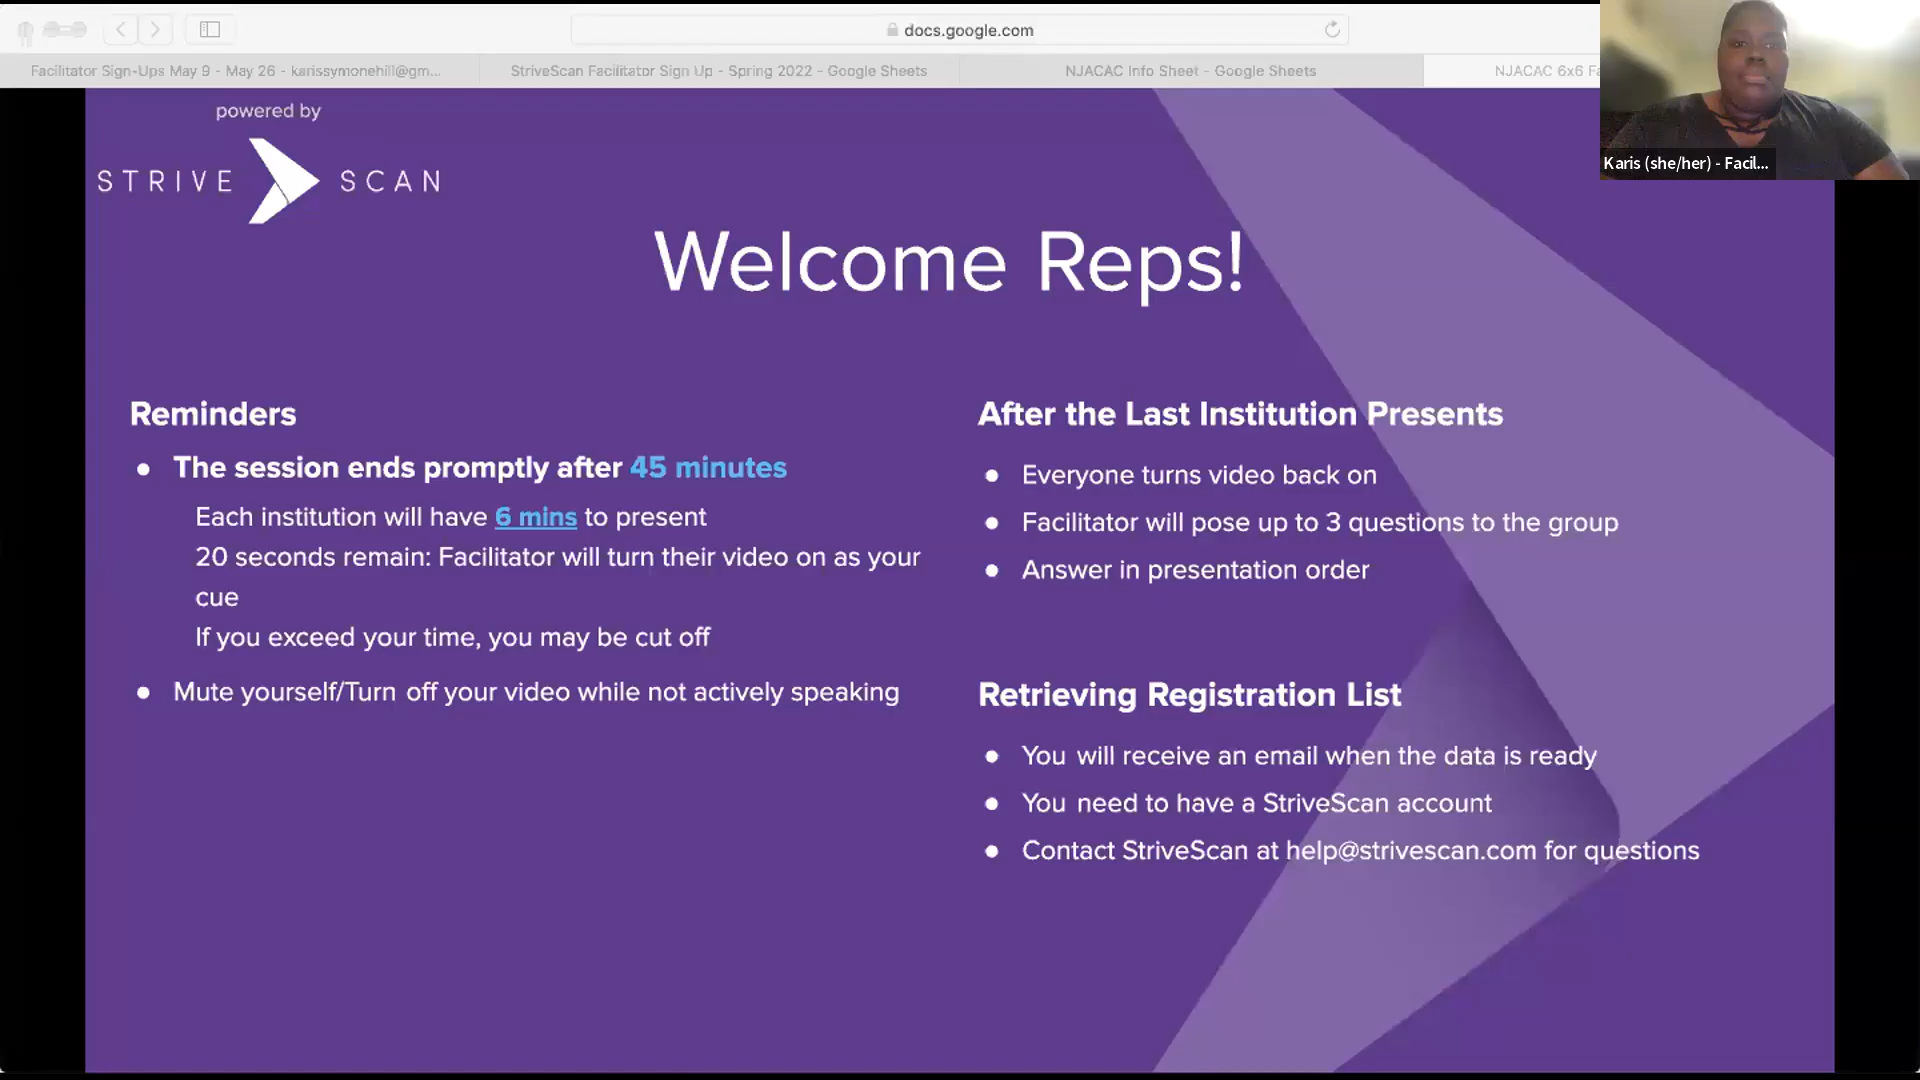 docs.google.com
Facilitator Sign-Ups May 9 - May 26 - karissymonehill@gm...
StriveScan Facilitator Sign Up - Spring 2022 - Google Sheets
NJACAC Info Sheet - Google Sheets
NJACAC 6x6
Karis (she/her) - Facil...
powered by
STRIVE SCAN
Welcome Reps!
Reminders
● The session ends promptly after 45 minutes
Each institution will have 6 mins to present
20 seconds remain: Facilitator will turn their video on as your
cue
If you exceed your time, you may be cut off
● Mute yourself/Turn off your video while not actively speaking
After the Last Institution Presents
● Everyone turns video back on
● Facilitator will pose up to 3 questions to the group
● Answer in presentation order
Retrieving Registration List
● You will receive an email when the data is ready
● You need to have a StriveScan account
● Contact StriveScan at help@strivescan.com for questions